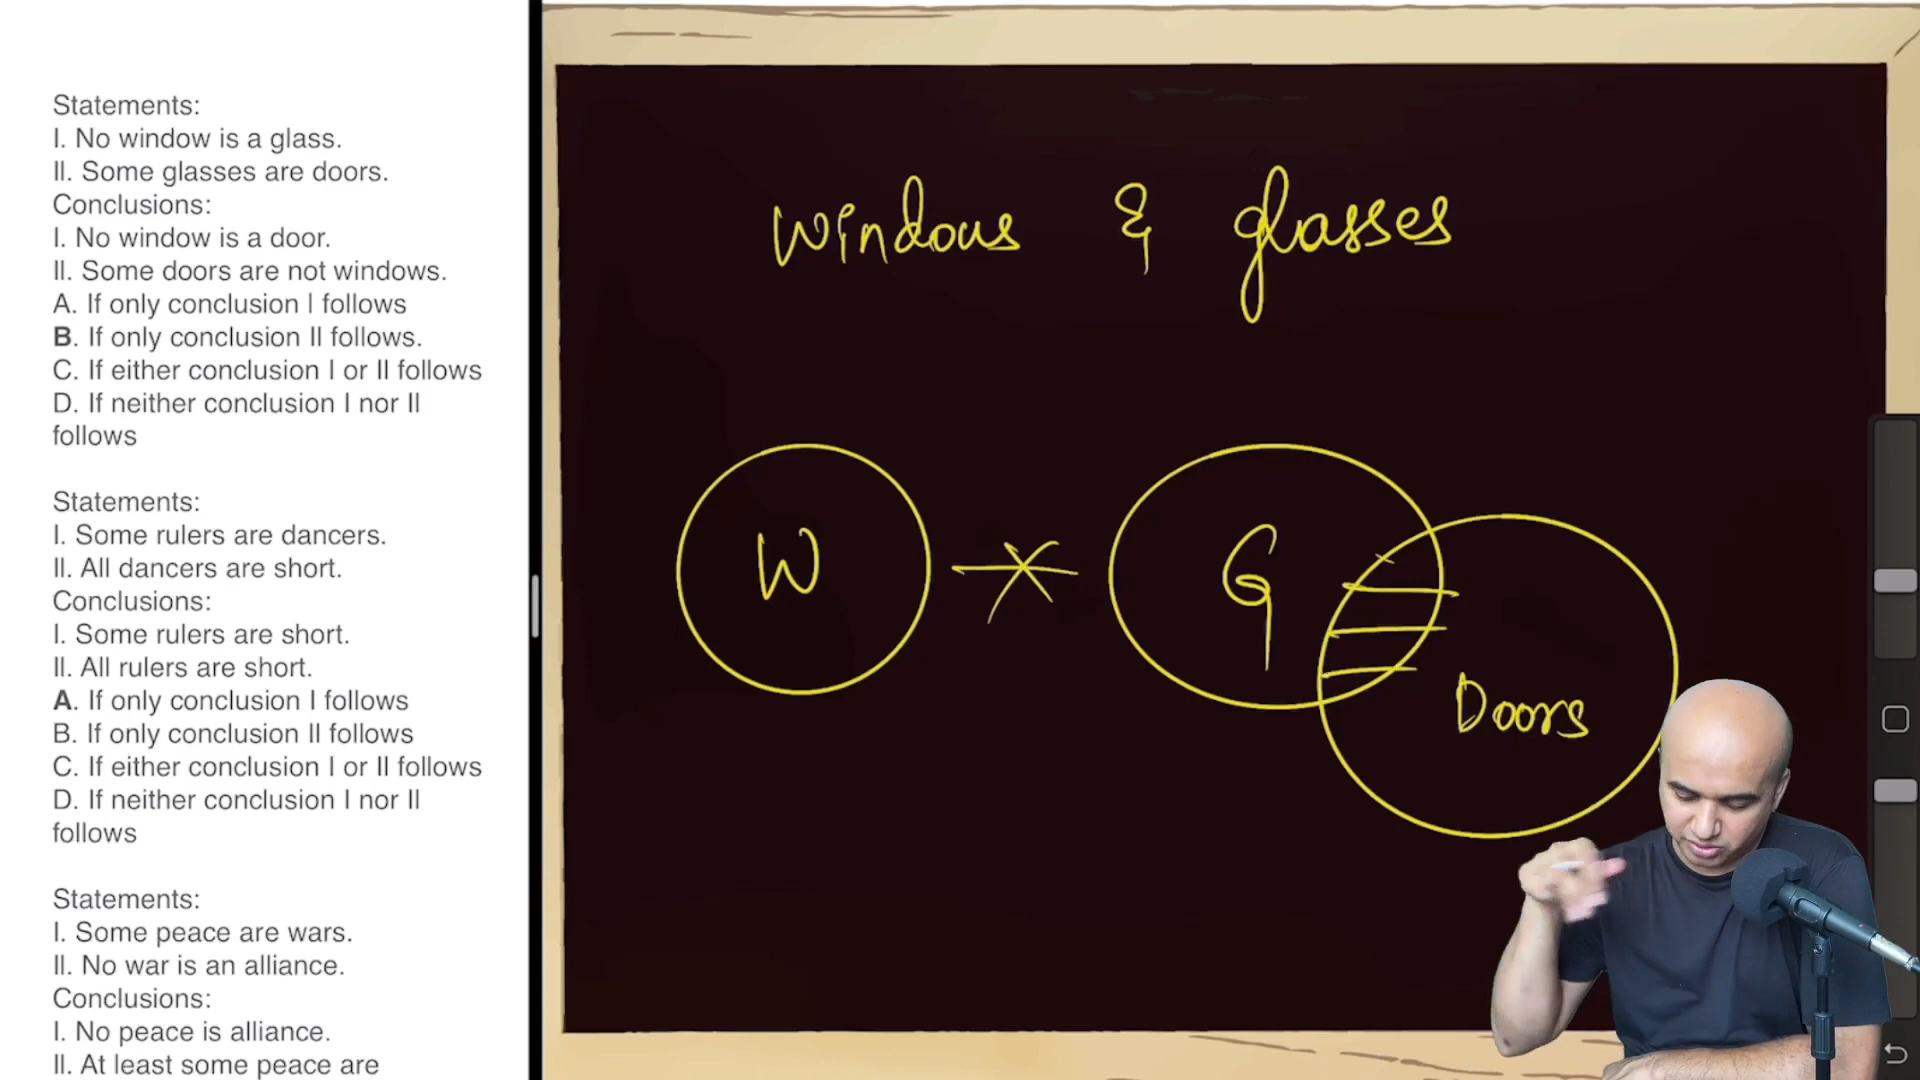 Statements:
I. No window is a glass.
II. Some glasses are doors.
Conclusions:
I. No window is a door.
II. Some doors are not windows.
A. If only conclusion I follows
B. If only conclusion II follows.
C. If either conclusion I or II follows
D. If neither conclusion I nor II
follows
Statements:
I. Some rulers are dancers.
II. All dancers are short.
Conclusions:
I. Some rulers are short.
II. All rulers are short.
A. If only conclusion I follows
B. If only conclusion II follows
C. If either conclusion I or II follows
D. If neither conclusion I nor II
follows
Statements:
I. Some peace are wars.
II. No war is an alliance.
Conclusions:
I. No peace is alliance.
II. At least some peace are
Windows & glasses
W
G
Doors